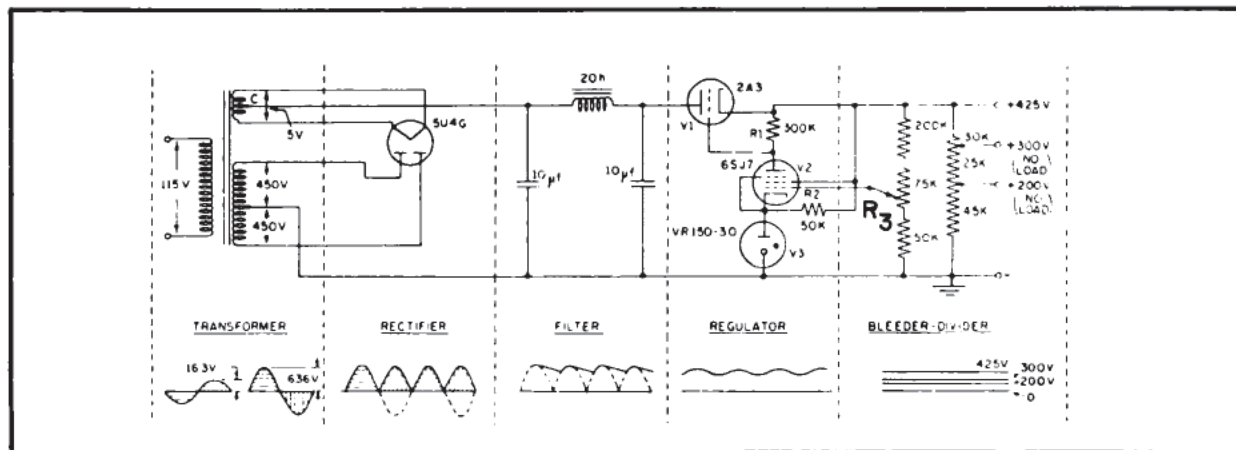 20h
2A3
+425V
C
5V
5U4G
V1
R1
300K
200K
30K
+300V
NO
LOAD
25K
6SJ7
V2
115V
450V
10µf
10µf
75K
+200V
NO
LOAD
R2
R3
45K
450V
50K
VR150-30
V3
50K
TRANSFORMER
RECTIFIER
FILTER
REGULATOR
BLEEDER-DIVIDER
163V
636V
425V
300V
200V
0